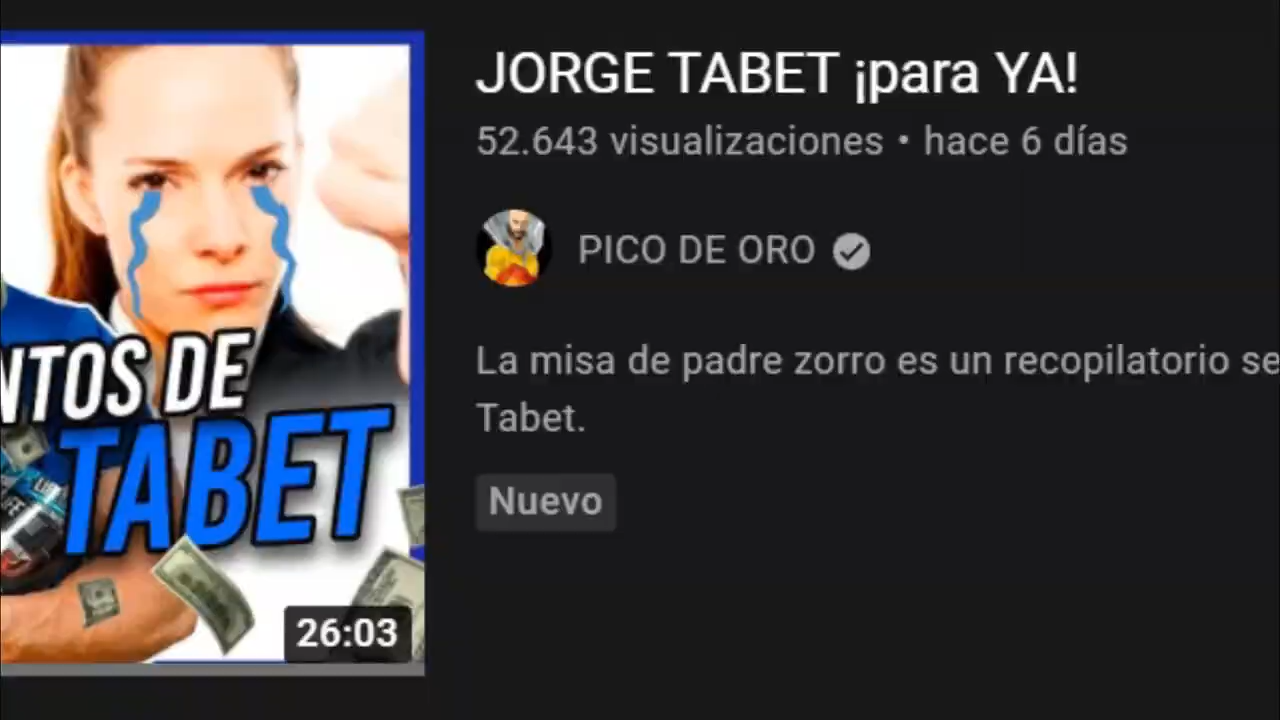 JORGE TABET ¡para YA!
52.643 visualizaciones • hace 6 días
PICO DE ORO
La misa de padre zorro es un recopilatorio se
Tabet.
Nuevo
NTOS DE
TABET
26:03